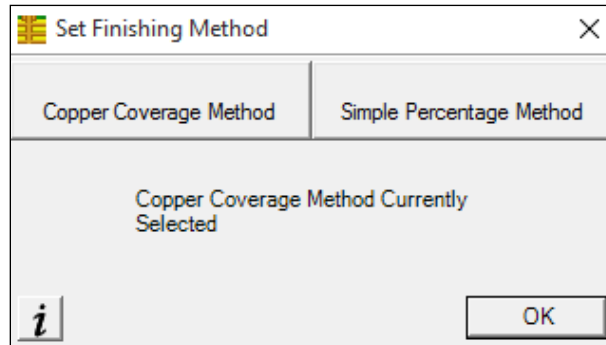 Set Finishing Method
Copper Coverage Method
Simple Percentage Method
Copper Coverage Method Currently
Selected
i
OK